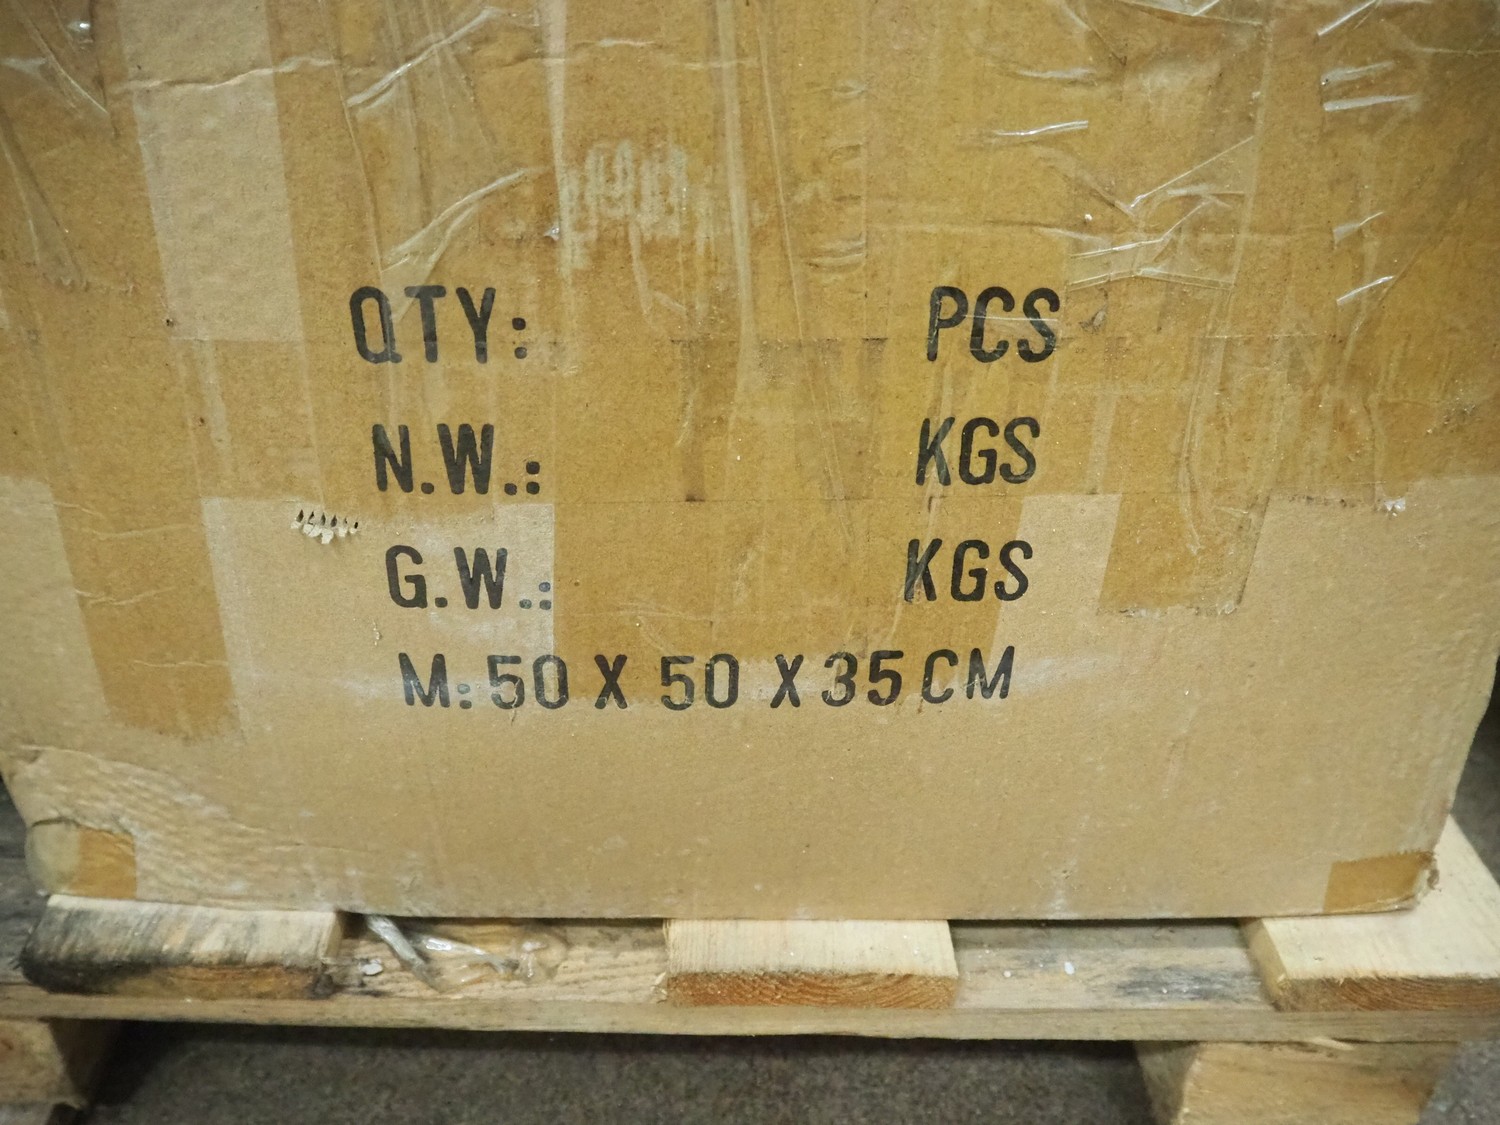 QTY: PCS
N.W.: KGS
G.W.: KGS
M: 50 X 50 X 35 CM